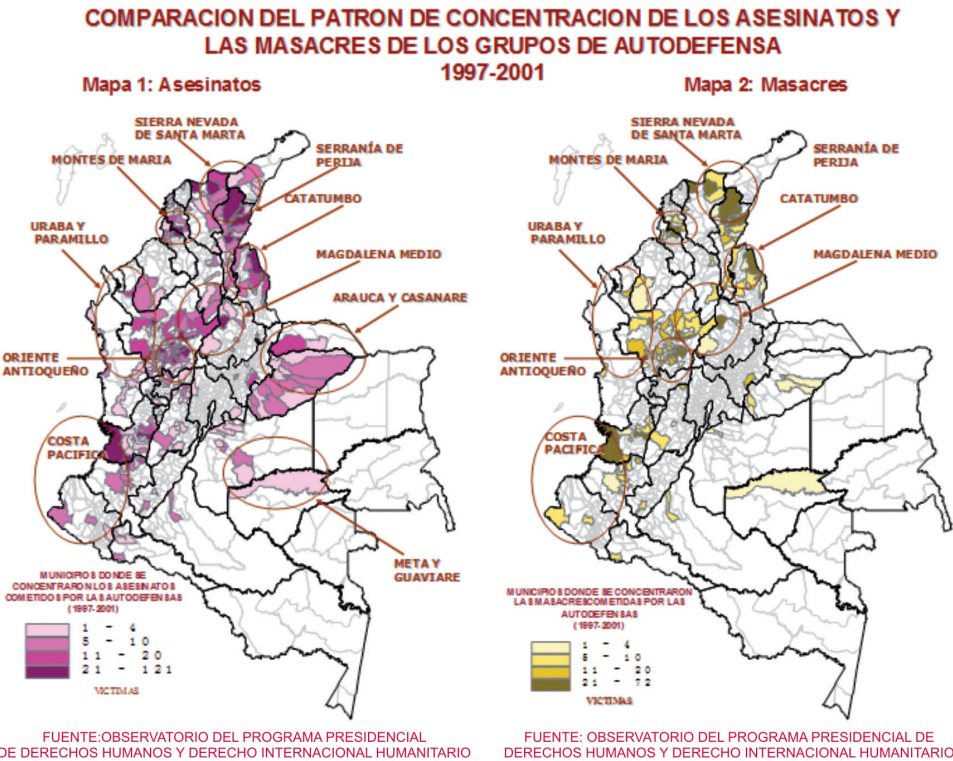 COMPARACION DEL PATRON DE CONCENTRACION DE LOS ASESINATOS Y
LAS MASACRES DE LOS GRUPOS DE AUTODEFENSA
1997-2001
Mapa 1: Asesinatos
SIERRA NEVADA
DE SANTA MARTA
MONTES DE MARIA
SERRANÍA DE
PERIJA
CATATUMBO
URABA Y
PARAMILLO
MAGDALENA MEDIO
ARAUCA Y CASANARE
ORIENTE
ANTIOQUEÑO
COSTA
PACIFICA
META Y
GUAVIARE
MUNICIPIOS DONDE SE
CONCENTRARON LOS ASESINATOS
COMETIDOS POR LAS AUTODEFENSAS
(1997-2001)
1 - 4
5 - 10
11 - 20
21 - 121
VICTIMAS
FUENTE:OBSERVATORIO DEL PROGRAMA PRESIDENCIAL
DE DERECHOS HUMANOS Y DERECHO INTERNACIONAL HUMANITARIO
Mapa 2: Masacres
SIERRA NEVADA
DE SANTA MARTA
MONTES DE MARIA
SERRANÍA DE
PERIJA
CATATUMBO
URABA Y
PARAMILLO
MAGDALENA MEDIO
ORIENTE
ANTIOQUEÑO
COSTA
PACIFICA
MUNICIPIOS DONDE SE CONCENTRARON
LAS MASACRES COMETIDAS POR LAS
AUTODEFENSAS
(1997-2001)
1 - 4
5 - 10
11 - 20
21 - 72
VICTIMAS
FUENTE: OBSERVATORIO DEL PROGRAMA PRESIDENCIAL DE
DERECHOS HUMANOS Y DERECHO INTERNACIONAL HUMANITARIO